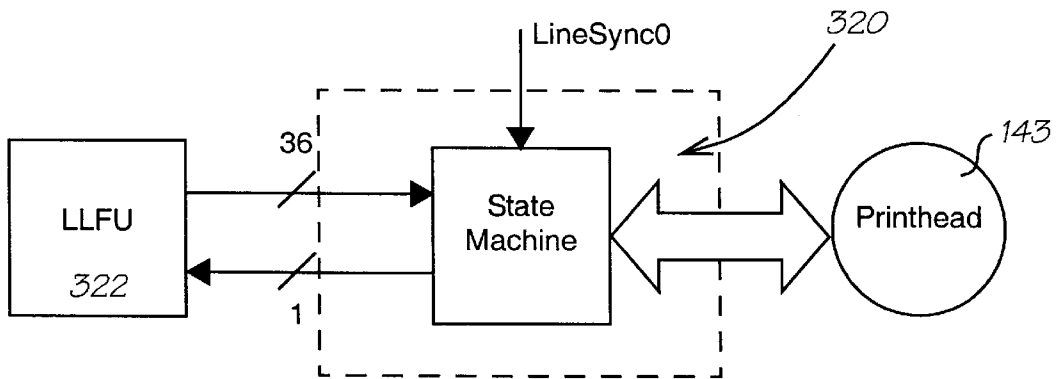 LineSync0
320
36
143
LLFU
322
State
Machine
Printhead
1